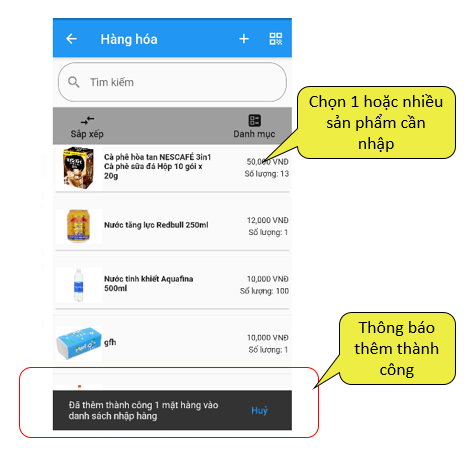 Hàng hóa
Tìm kiếm
Sắp xếp
Danh mục
Chọn 1 hoặc nhiều
sản phẩm cần
nhập
Cà phê hòa tan NESCAFÉ 3in1
Cà phê sữa đá Hộp 10 gói x
20g
50,000 VNĐ
Số lượng: 13
Nước tăng lực Redbull 250ml
12,000 VNĐ
Số lượng: 1
Nước tinh khiết Aquafina
500ml
10,000 VNĐ
Số lượng: 100
gfh
10,000 VNĐ
Số lượng: 1
Thông báo
thêm thành
công
Đã thêm thành công 1 mặt hàng vào
danh sách nhập hàng
Huỷ